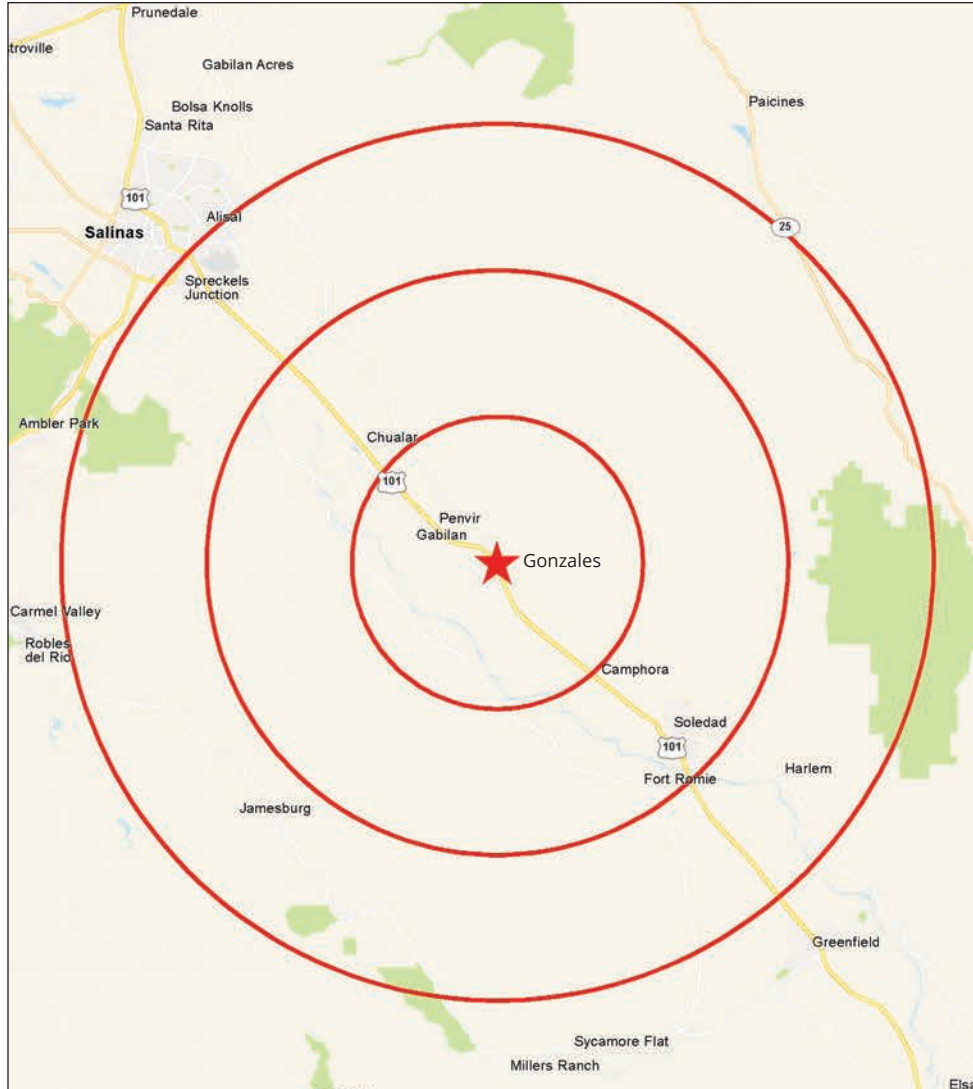 Prunedale
troville
Gabilan Acres
Paicines
Bolsa Knolls
Santa Rita
101
Alisal
25
Salinas
Spreckels
Junction
Ambler Park
Chualar
101
Penvir
Gabilan
Gonzales
Carmel Valley
Robles
del Rio
Camphora
Soledad
101
Harlem
Fort Romie
Jamesburg
Greenfield
Sycamore Flat
Millers Ranch
Elsa